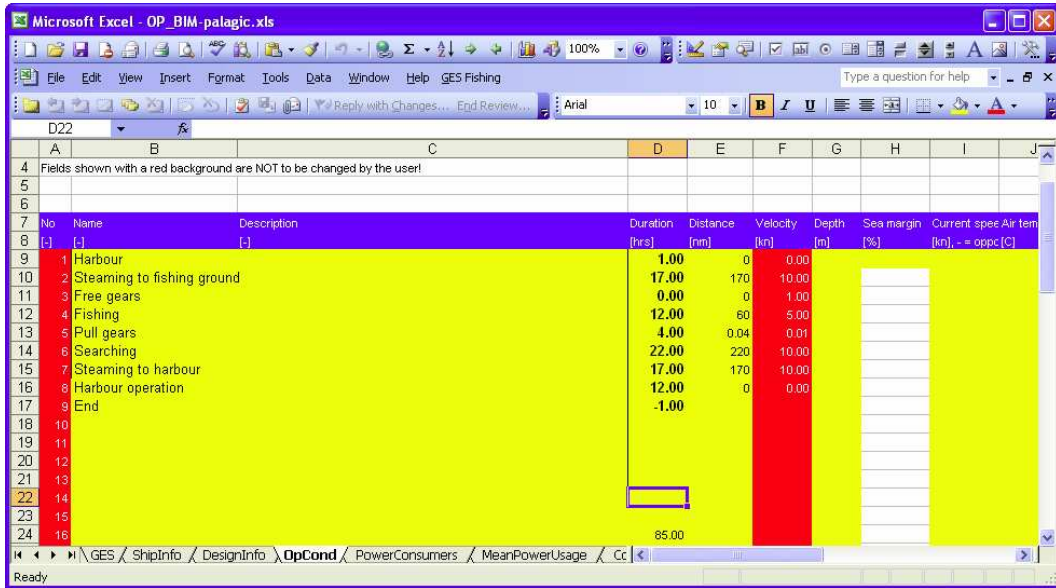 Microsoft Excel - OP_BIM-palagic.xls
100%
File Edit View Insert Format Tools Data Window Help GES Fishing Type a question for help
Reply with Changes... End Review... Arial 10 B I U A
D22 fx
A B C D E F G H I J
4 Fields shown with a red background are NOT to be changed by the user!
5
6
7 No Name Description Duration Distance Velocity Depth Sea margin Current spee Air tem
8 [-] [-] [-] [hrs] [nm] [kn] [m] [%] [kn], - = oppc [C]
9 1 Harbour 1.00 0 0.00
10 2 Steaming to fishing ground 17.00 170 10.00
11 3 Free gears 0.00 0 1.00
12 4 Fishing 12.00 60 5.00
13 5 Pull gears 4.00 0.04 0.01
14 6 Searching 22.00 220 10.00
15 7 Steaming to harbour 17.00 170 10.00
16 8 Harbour operation 12.00 0 0.00
17 9 End -1.00
18 10
19 11
20 12
21 13
22 14
23 15
24 16 85.00
GES ShipInfo DesignInfo OpCond PowerConsumers MeanPowerUsage Cc
Ready